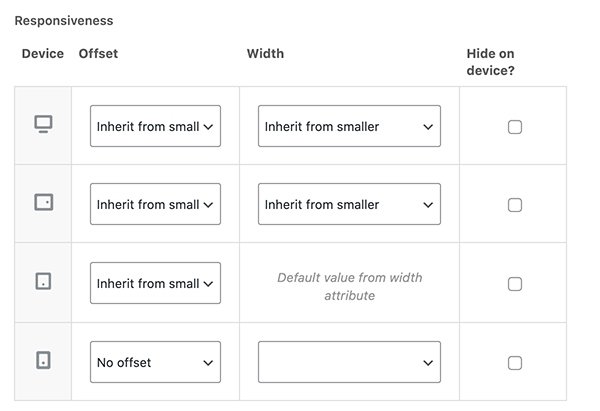 Responsiveness
Device Offset Width Hide on
device?
Inherit from small Inherit from smaller
Inherit from small Inherit from smaller
Inherit from small Default value from width
attribute
No offset